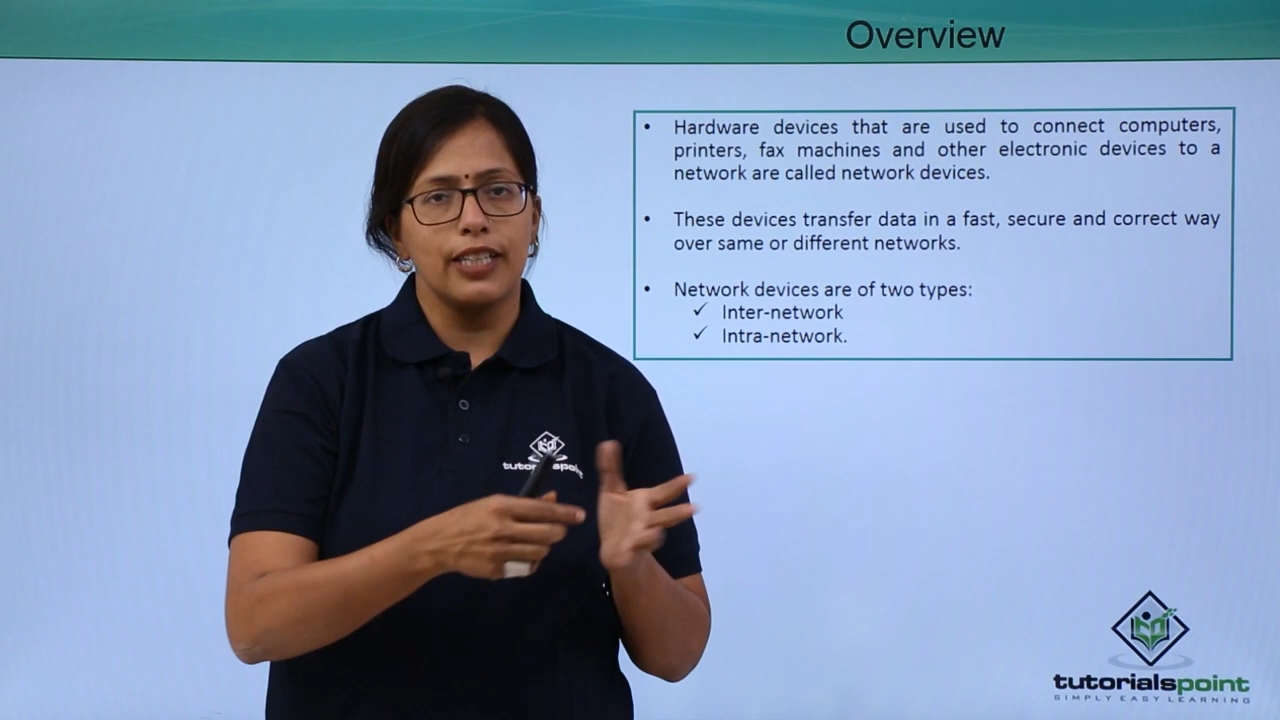 Overview
• Hardware devices that are used to connect computers,
printers, fax machines and other electronic devices to a
network are called network devices.
• These devices transfer data in a fast, secure and correct way
over same or different networks.
• Network devices are of two types:
✓ Inter-network
✓ Intra-network.
tutorialspoint
tutorialspoint
SIMPLY EASY LEARNING